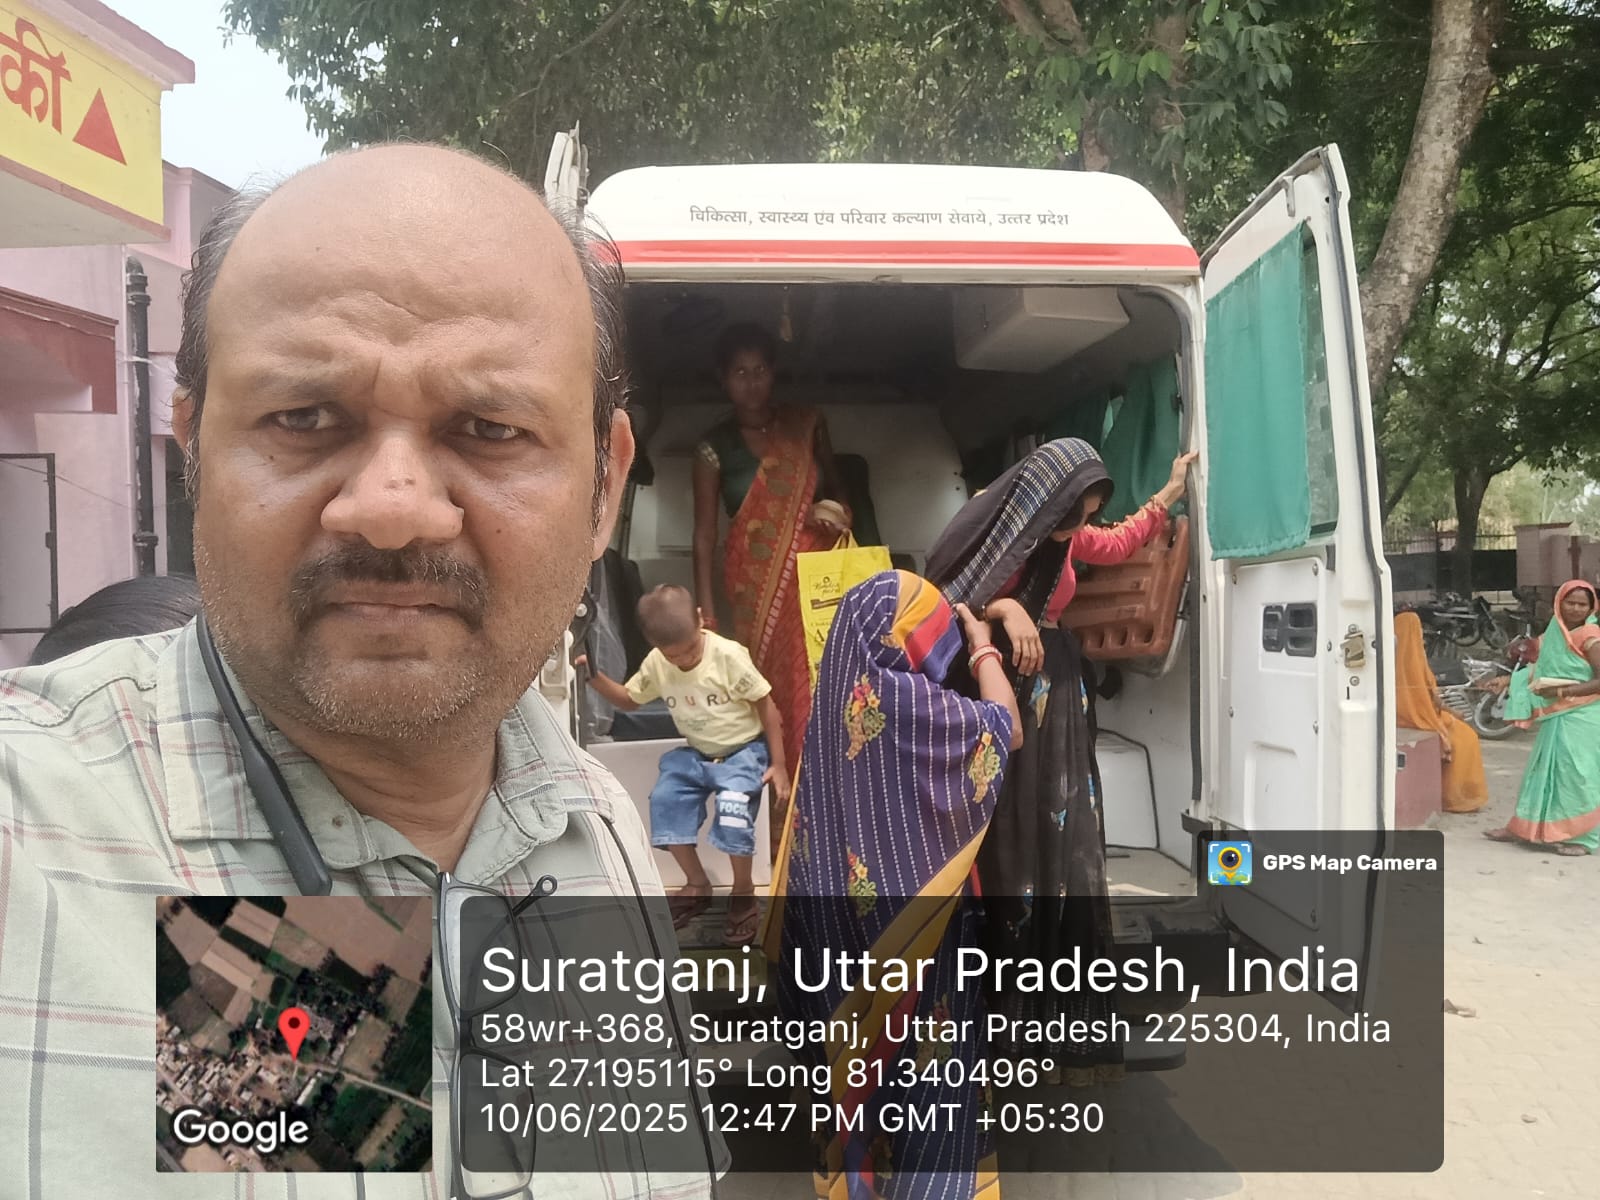 की
चिकित्सा, स्वास्थ्य एंव परिवार कल्याण सेवाये, उत्तर प्रदेश
FOCUS
GPS Map Camera
Suratganj, Uttar Pradesh, India
58wr+368, Suratganj, Uttar Pradesh 225304, India
Lat 27.195115° Long 81.340496°
10/06/2025 12:47 PM GMT +05:30
Google